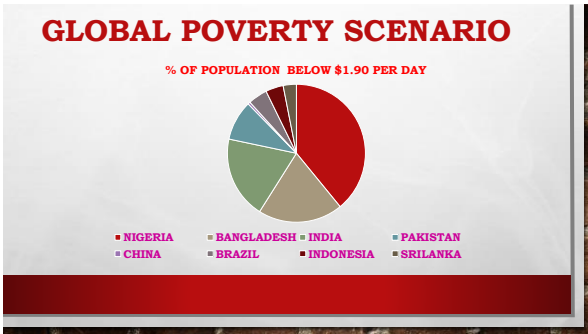 GLOBAL POVERTY SCENARIO
% OF POPULATION BELOW $1.90 PER DAY
NIGERIA BANGLADESH INDIA PAKISTAN
CHINA BRAZIL INDONESIA SRILANKA